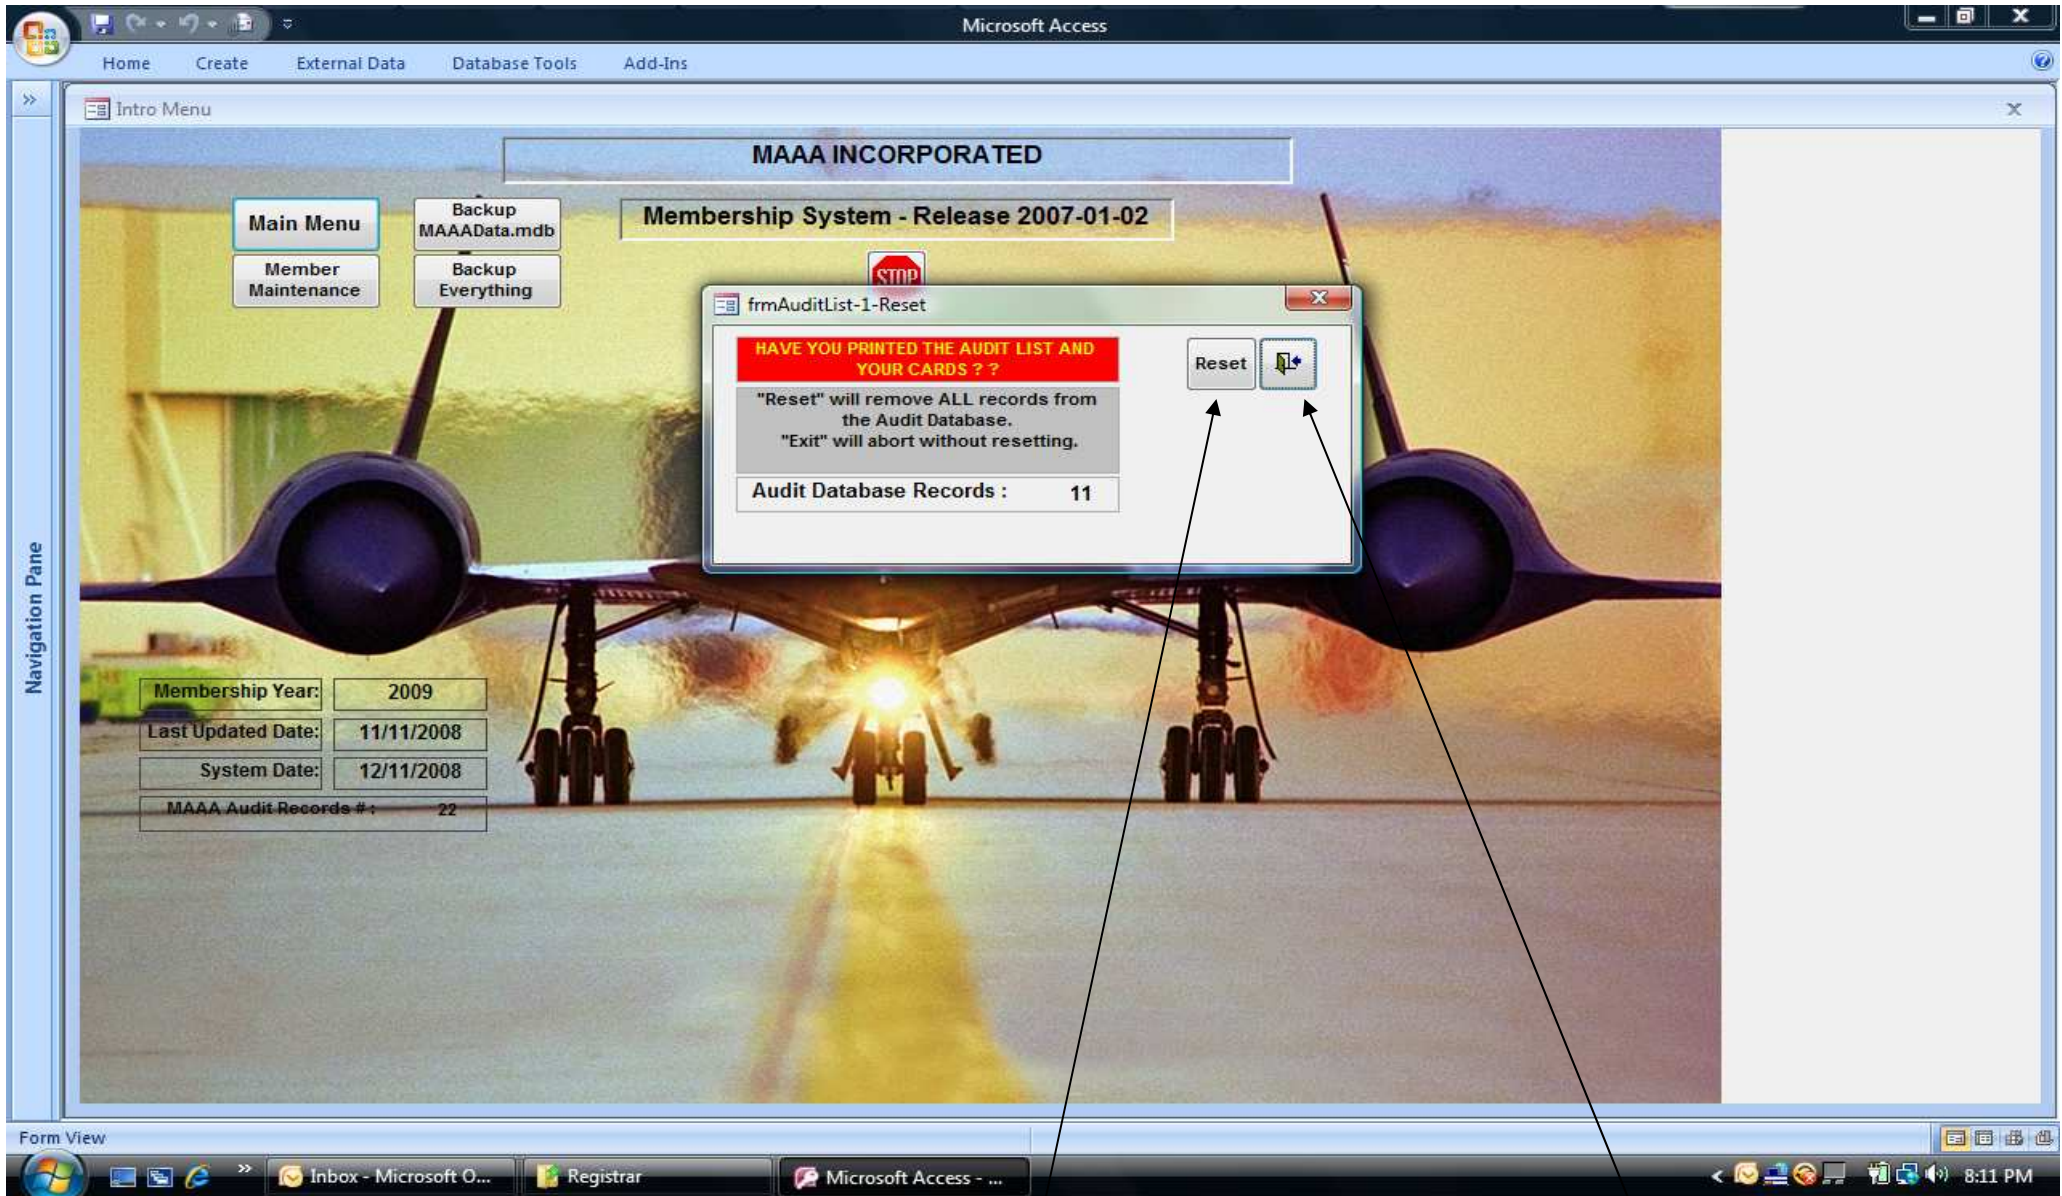 Microsoft Access
Home Create External Data Database Tools Add-Ins
Intro Menu
MAAA INCORPORATED
Main Menu
Backup
MAAAData.mdb
Membership System - Release 2007-01-02
Member
Maintenance
Backup
Everything
STOP
frmAuditList-1-Reset
HAVE YOU PRINTED THE AUDIT LIST AND
YOUR CARDS ? ?
Reset
"Reset" will remove ALL records from
the Audit Database.
"Exit" will abort without resetting.
Audit Database Records : 11
Navigation Pane
Membership Year: 2009
Last Updated Date: 11/11/2008
System Date: 12/11/2008
MAAA Audit Records # : 22
Form View
Inbox - Microsoft O... Registrar Microsoft Access - ... 8:11 PM